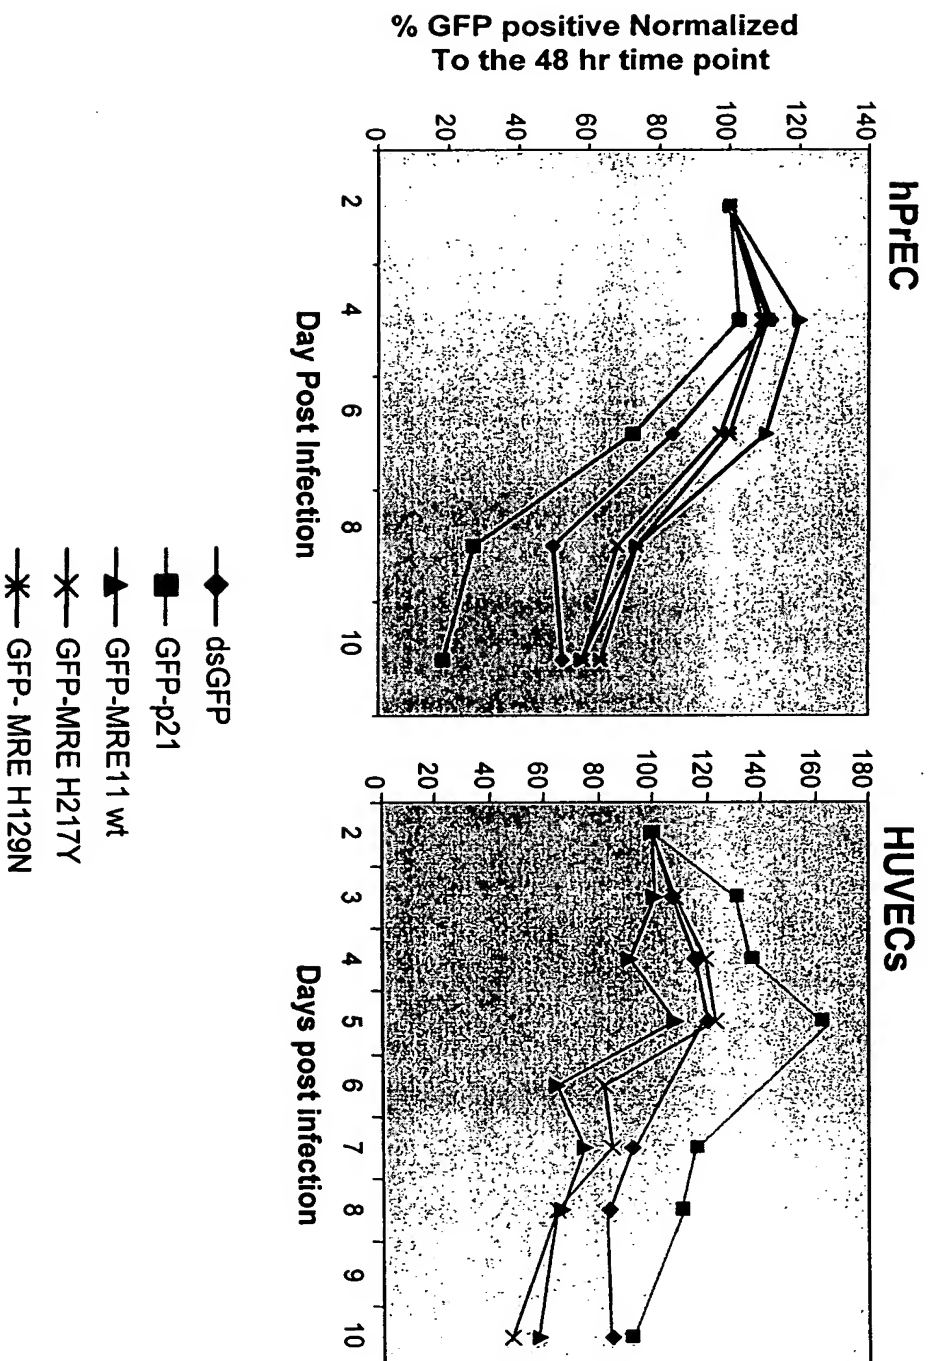 % GFP positive Normalized
To the 48 hr time point
hPrEC
140
120
100
80
60
40
20
0
2
4
6
8
10
Day Post Infection
HUVECs
180
160
140
120
100
80
60
40
20
0
2
3
4
5
6
7
8
9
10
Days post infection
dsGFP
GFP-p21
GFP-MRE11 wt
GFP-MRE H217Y
GFP- MRE H129N